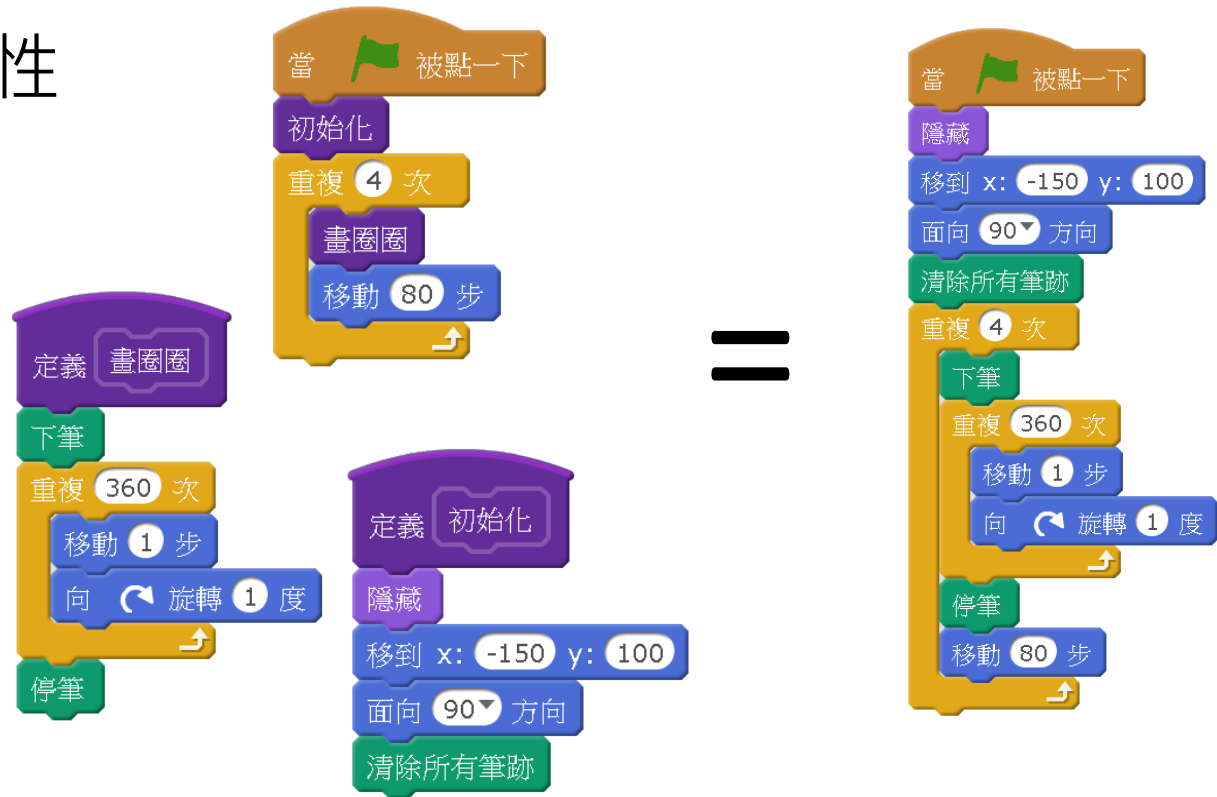 性
當 被點一下
初始化
重複 4 次
畫圈圈
移動 80 步
定義 畫圈圈
下筆
重複 360 次
移動 1 步
向 旋轉 1 度
停筆
定義 初始化
隱藏
移到 x: -150 y: 100
面向 90 方向
清除所有筆跡
=
當 被點一下
隱藏
移到 x: -150 y: 100
面向 90 方向
清除所有筆跡
重複 4 次
下筆
重複 360 次
移動 1 步
向 旋轉 1 度
停筆
移動 80 步